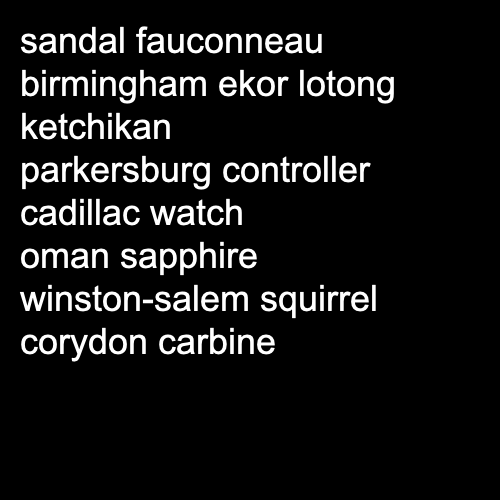 sandal fauconneau
birmingham ekor lotong
ketchikan
parkersburg controller
cadillac watch
oman sapphire
winston-salem squirrel
corydon carbine